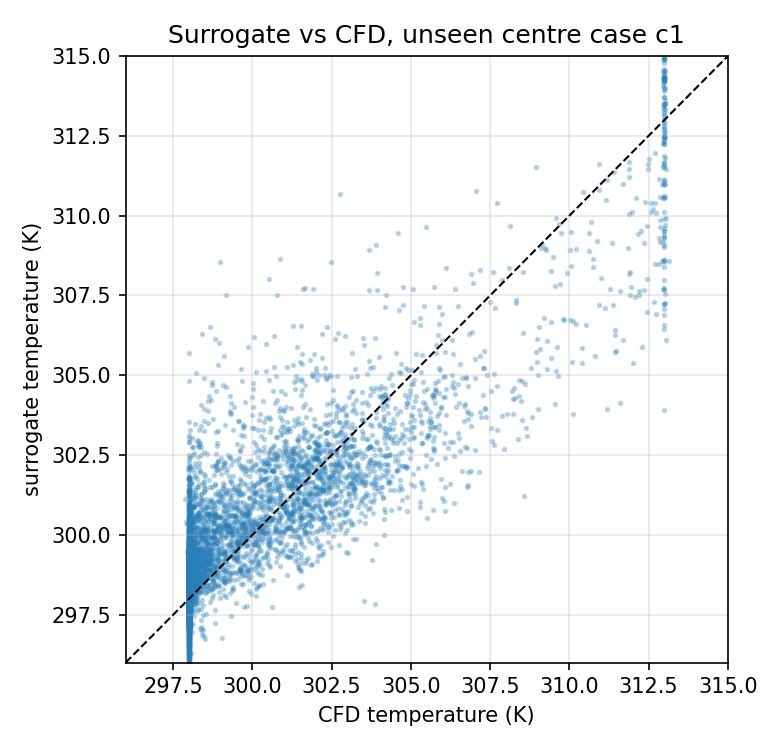 Surrogate vs CFD, unseen centre case c1
surrogate temperature (K)
315.0
312.5
310.0
307.5
305.0
302.5
300.0
297.5
297.5 300.0 302.5 305.0 307.5 310.0 312.5 315.0
CFD temperature (K)